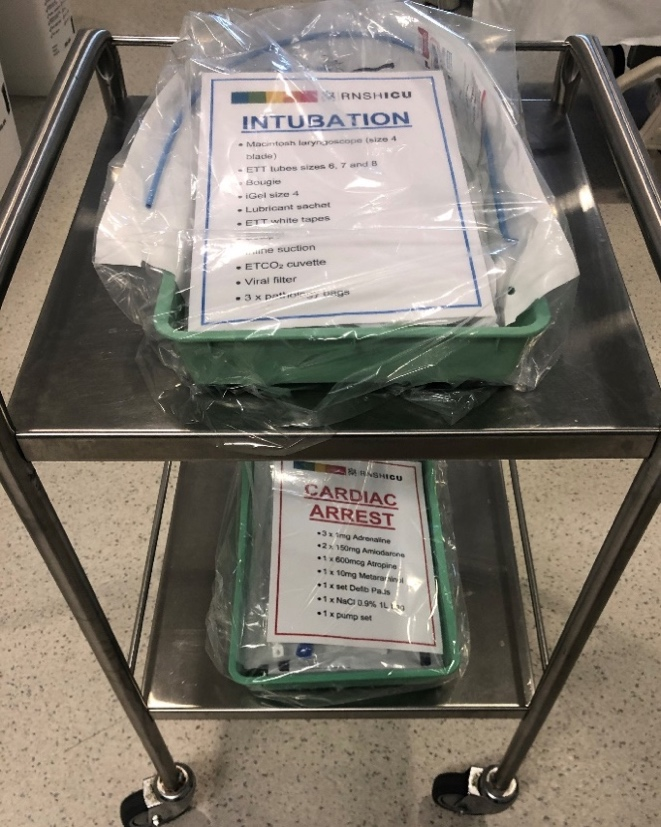 RNSHICU
INTUBATION
• Macintosh laryngoscope (size 4
blade)
• ETT tubes sizes 6, 7 and 8
• Bougie
• iGel size 4
• Lubricant sachet
• ETT white tapes
• Inline suction
• ETCO₂ cuvette
• Viral filter
• 3 x pathology bags
RNSHICU
CARDIAC
ARREST
• 3 x 1mg Adrenaline
• 2 x 150mg Amiodarone
• 1 x 600mcg Atropine
• 1 x 10mg Metaraminol
• 1 x set Defib Pads
• 1 x NaCl 0.9% 1L bag
• 1 x pump set